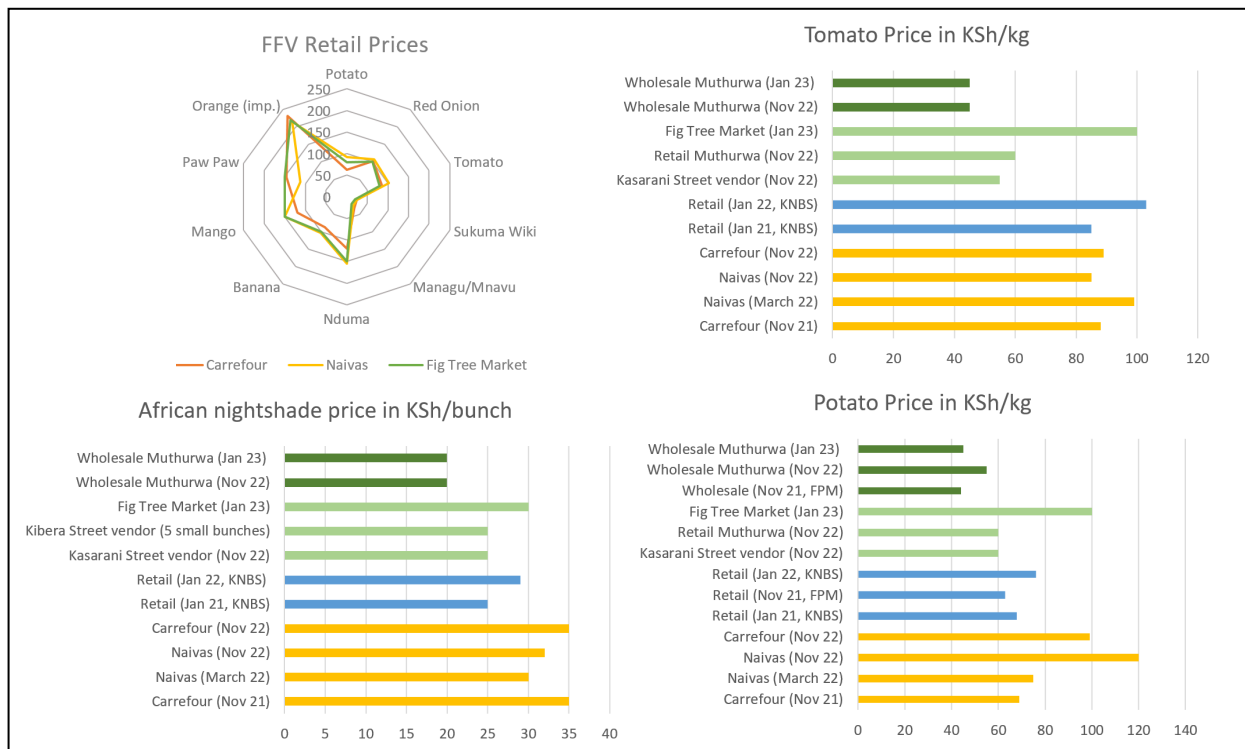 FFV Retail Prices
Potato
250
200
150
100
50
0
Red Onion
Tomato
Sukuma Wiki
Managu/Mnavu
Nduma
Banana
Mango
Paw Paw
Orange (imp.)
Carrefour Naivas Fig Tree Market
Tomato Price in KSh/kg
Wholesale Muthurwa (Jan 23)
Wholesale Muthurwa (Nov 22)
Fig Tree Market (Jan 23)
Retail Muthurwa (Nov 22)
Kasarani Street vendor (Nov 22)
Retail (Jan 22, KNBS)
Retail (Jan 21, KNBS)
Carrefour (Nov 22)
Naivas (Nov 22)
Naivas (March 22)
Carrefour (Nov 21)
0 20 40 60 80 100 120
African nightshade price in KSh/bunch
Wholesale Muthurwa (Jan 23)
Wholesale Muthurwa (Nov 22)
Fig Tree Market (Jan 23)
Kibera Street vendor (5 small bunches)
Kasarani Street vendor (Nov 22)
Retail (Jan 22, KNBS)
Retail (Jan 21, KNBS)
Carrefour (Nov 22)
Naivas (Nov 22)
Naivas (March 22)
Carrefour (Nov 21)
0 5 10 15 20 25 30 35 40
Potato Price in KSh/kg
Wholesale Muthurwa (Jan 23)
Wholesale Muthurwa (Nov 22)
Wholesale (Nov 21, FPM)
Fig Tree Market (Jan 23)
Retail Muthurwa (Nov 22)
Kasarani Street vendor (Nov 22)
Retail (Jan 22, KNBS)
Retail (Nov 21, FPM)
Retail (Jan 21, KNBS)
Carrefour (Nov 22)
Naivas (Nov 22)
Naivas (March 22)
Carrefour (Nov 21)
0 20 40 60 80 100 120 140